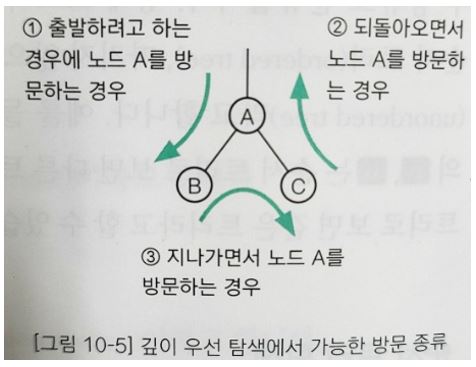 ① 출발하려고 하는
경우에 노드 A를 방
문하는 경우
② 되돌아오면서
노드 A를 방문하
는 경우
A
B
C
③ 지나가면서 노드 A를
방문하는 경우
[그림 10-5] 깊이 우선 탐색에서 가능한 방문 종류